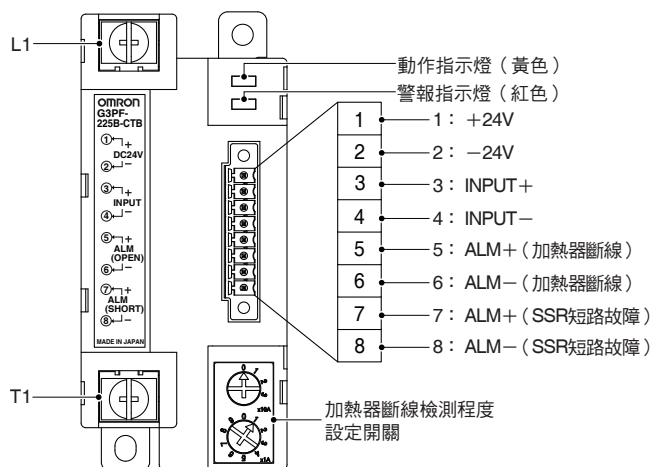 L1
動作指示燈（黃色）
警報指示燈（紅色）
OMRON
G3PF-
225B-CTB
① +
DC24V
② −
③ +
INPUT
④ −
⑤ +
ALM
(OPEN)
⑥ −
⑦ +
ALM
(SHORT)
⑧ −
MADE IN JAPAN
1 1： +24V
2 2： −24V
3 3： INPUT+
4 4： INPUT−
5 5： ALM+（加熱器斷線）
6 6： ALM−（加熱器斷線）
7 7： ALM+（SSR短路故障）
8 8： ALM−（SSR短路故障）
T1
x10A
x1A
加熱器斷線檢測程度
設定開關